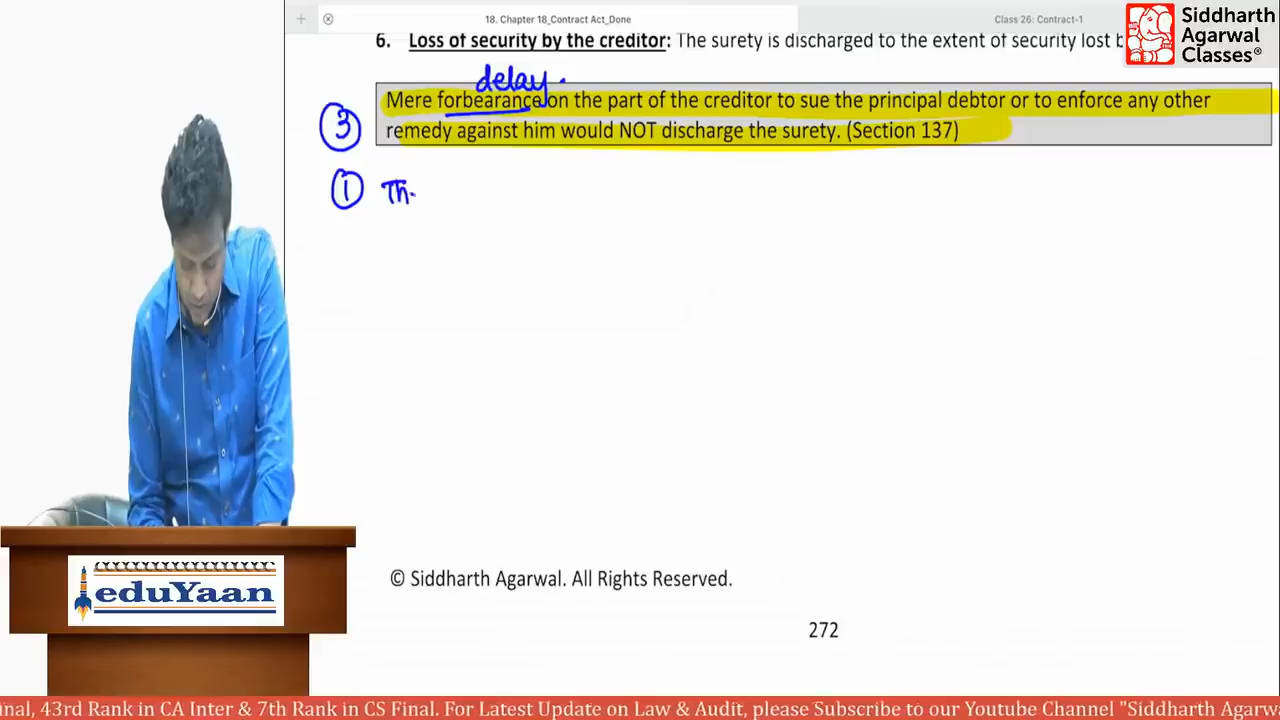 18. Chapter 18_Contract Act_Done
Class 26: Contract-1
Siddharth
Agarwal
Classes®
6. Loss of security by the creditor: The surety is discharged to the extent of security lost
delay.
Mere forbearance on the part of the creditor to sue the principal debtor or to enforce any other
③ remedy against him would NOT discharge the surety. (Section 137)
① Th.
eduYaan
© Siddharth Agarwal. All Rights Reserved.
272
inal, 43rd Rank in CA Inter & 7th Rank in CS Final. For Latest Update on Law & Audit, please Subscribe to our Youtube Channel "Siddharth Agarw